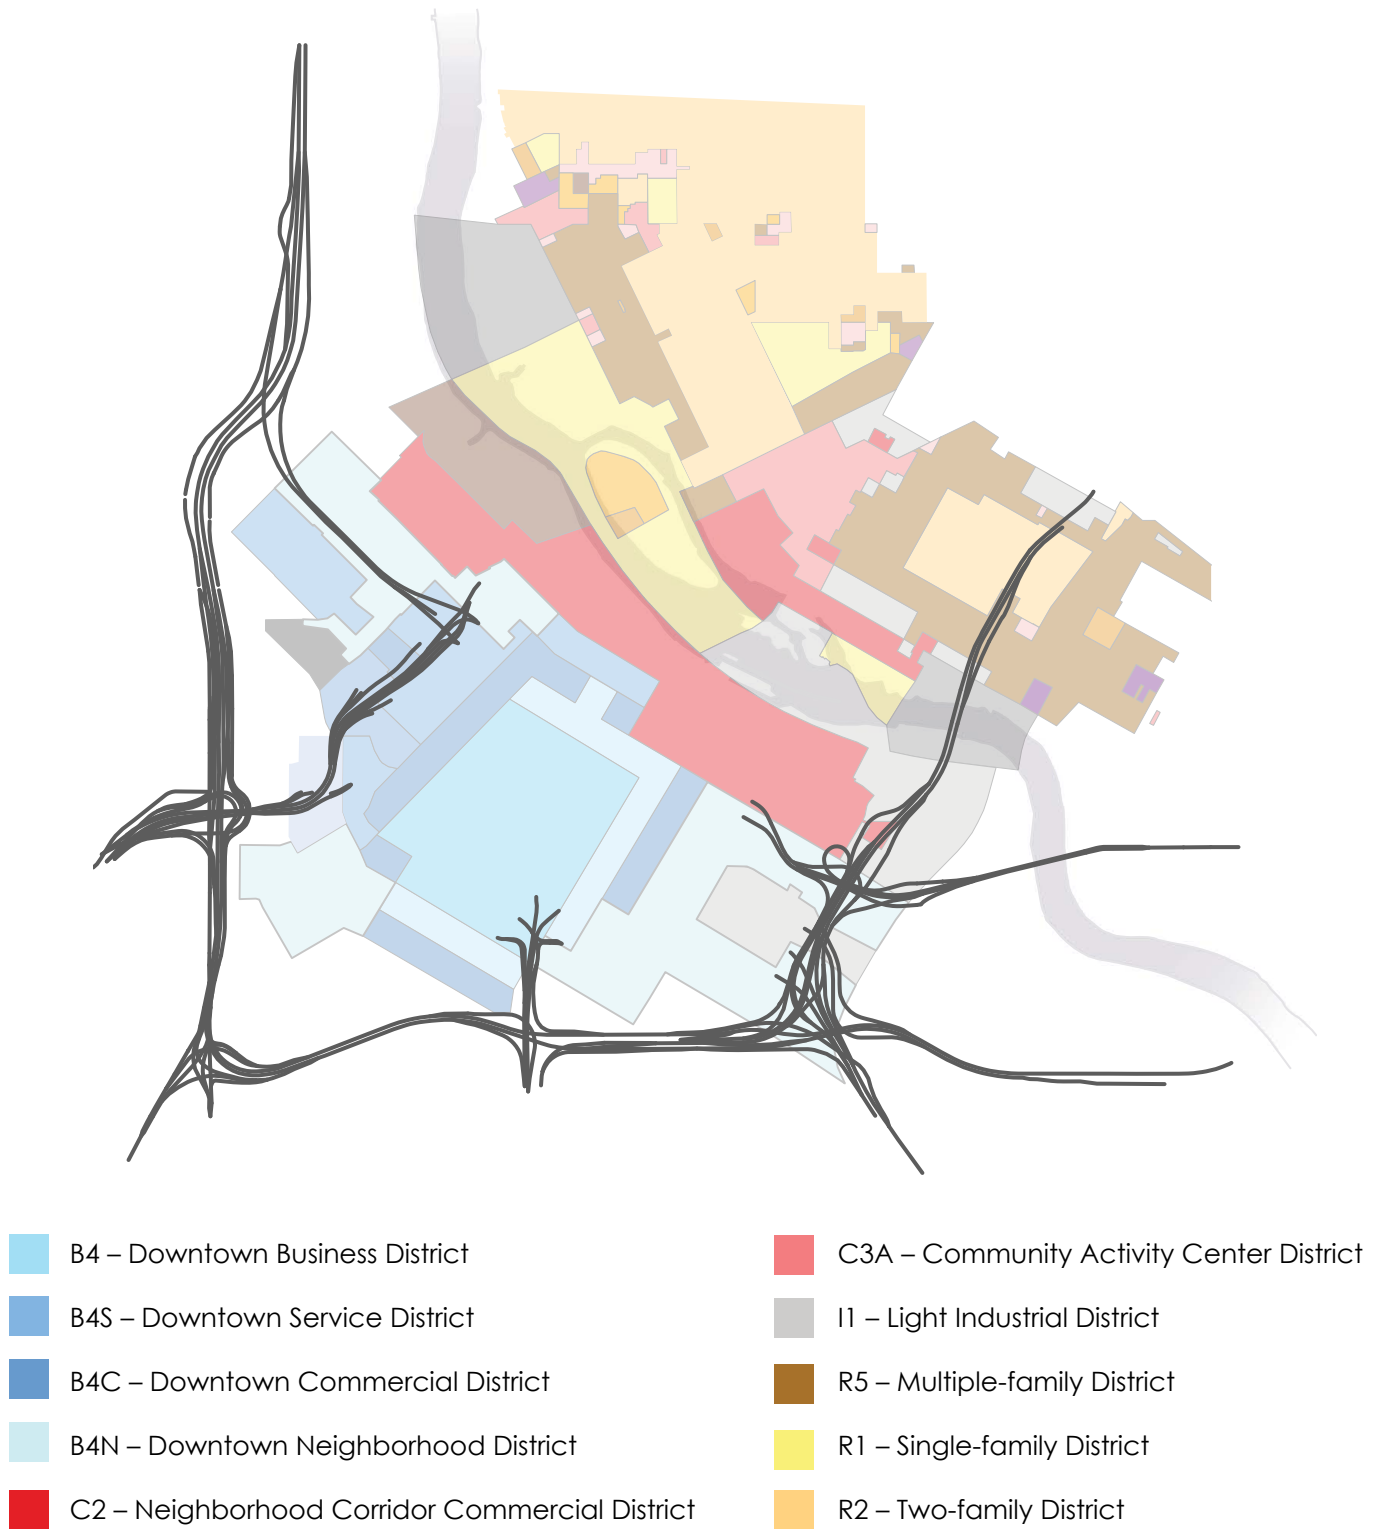 B4 – Downtown Business District
B4S – Downtown Service District
B4C – Downtown Commercial District
B4N – Downtown Neighborhood District
C2 – Neighborhood Corridor Commercial District
C3A – Community Activity Center District
I1 – Light Industrial District
R5 – Multiple-family District
R1 – Single-family District
R2 – Two-family District